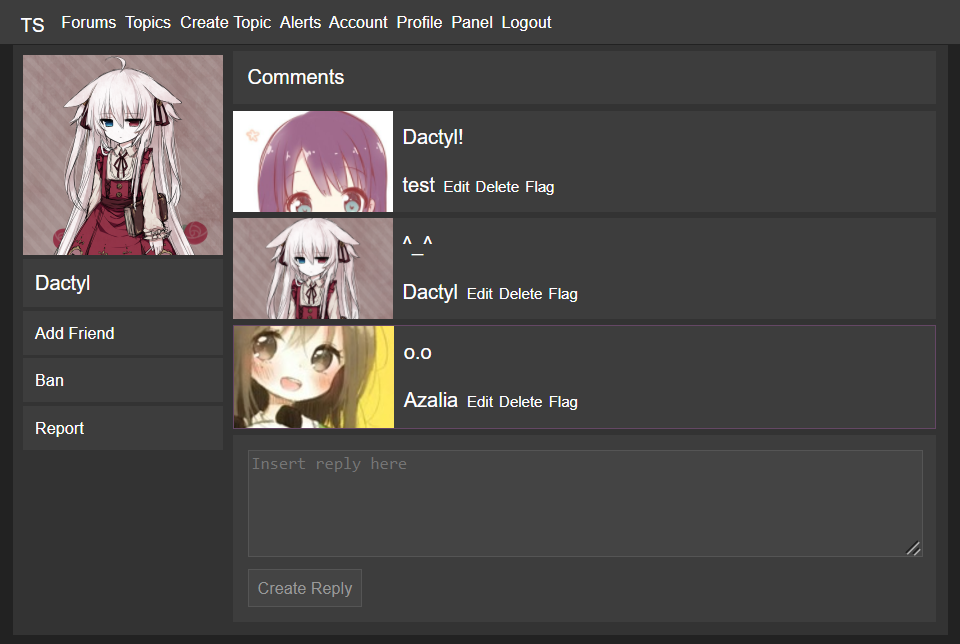 TS Forums Topics Create Topic Alerts Account Profile Panel Logout
Comments
Dactyl!
test Edit Delete Flag
^_^
Dactyl Edit Delete Flag
o.o
Azalia Edit Delete Flag
Dactyl
Add Friend
Ban
Report
Insert reply here
Create Reply